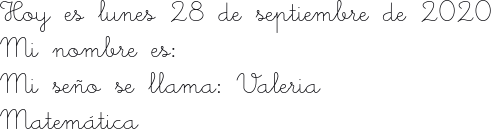 Hoy es lunes 28 de septiembre de 2020
Mi nombre es:
Mi seño se llama: Valeria
Matemática